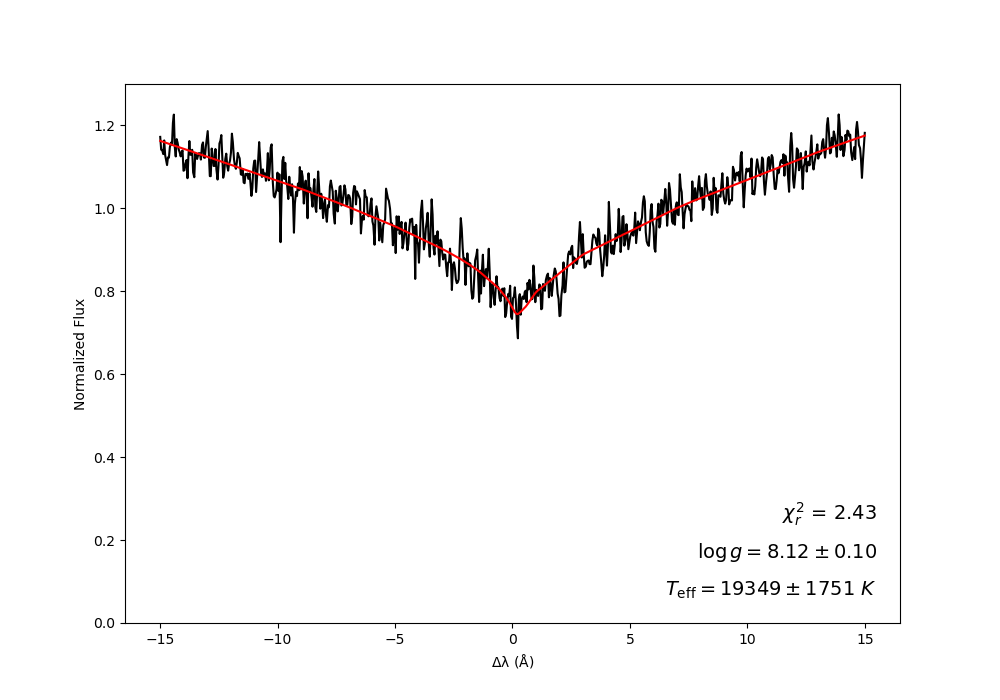 1.2
1.0
0.8
0.6
0.4
0.2
0.0
Normalized Flux
χ²ᵣ = 2.43
log g = 8.12 ± 0.10
T_eff = 19349 ± 1751 K
−15 −10 −5 0 5 10 15
Δλ (Å)